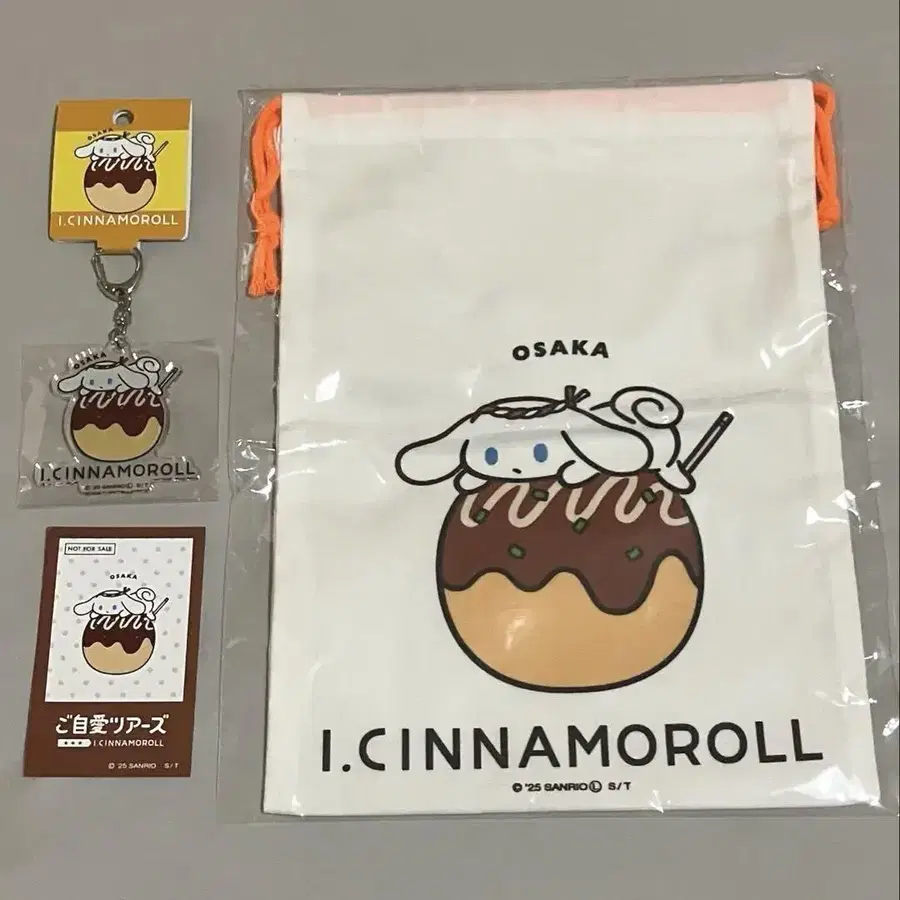 OSAKA
I.CINNAMOROLL
OSAKA
I.CINNAMOROLL
© '25 SANRIO Ⓛ S/T
NOT FOR SALE
OSAKA
ご自愛ツアーズ
I.CINNAMOROLL
© '25 SANRIO S/T
OSAKA
I.CINNAMOROLL
© '25 SANRIO Ⓛ S/T